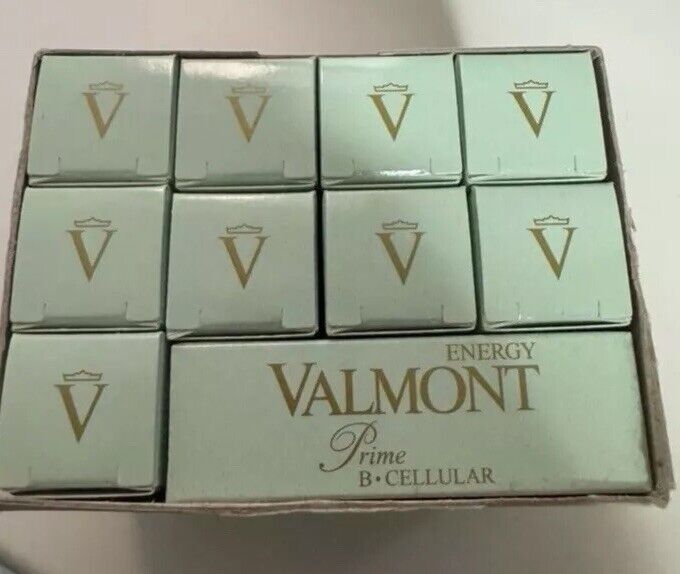 V V V V
V V V V
V
ENERGY
VALMONT
Prime
B•CELLULAR